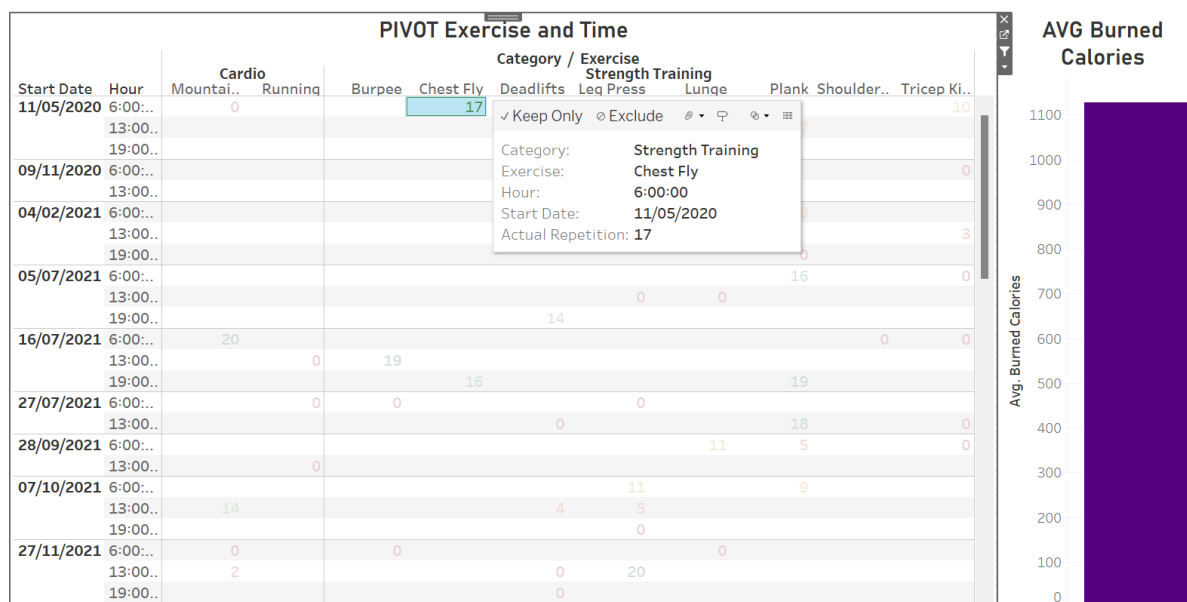 PIVOT Exercise and Time
Category / Exercise
Cardio Strength Training
Start Date Hour Mountai.. Running Burpee Chest Fly Deadlifts Leg Press Lunge Plank Shoulder.. Tricep Ki..
11/05/2020 6:00:.. 0 17 10
13:00..
19:00..
09/11/2020 6:00:.. 0
13:00..
04/02/2021 6:00:..
13:00.. 3
19:00.. 0
05/07/2021 6:00:.. 16 0
13:00.. 0 0
19:00.. 14
16/07/2021 6:00:.. 20 0 0
13:00.. 0 19
19:00.. 16 19
27/07/2021 6:00:.. 0 0 0
13:00.. 0 18 0
28/09/2021 6:00:.. 11 5 0
13:00.. 0
07/10/2021 6:00:.. 11 9
13:00.. 14 4 5
19:00.. 0
27/11/2021 6:00:.. 0 0 0
13:00.. 2 0 20
19:00.. 0
Keep Only Exclude
Category: Strength Training
Exercise: Chest Fly
Hour: 6:00:00
Start Date: 11/05/2020
Actual Repetition: 17
AVG Burned
Calories
Avg. Burned Calories
1100
1000
900
800
700
600
500
400
300
200
100
0